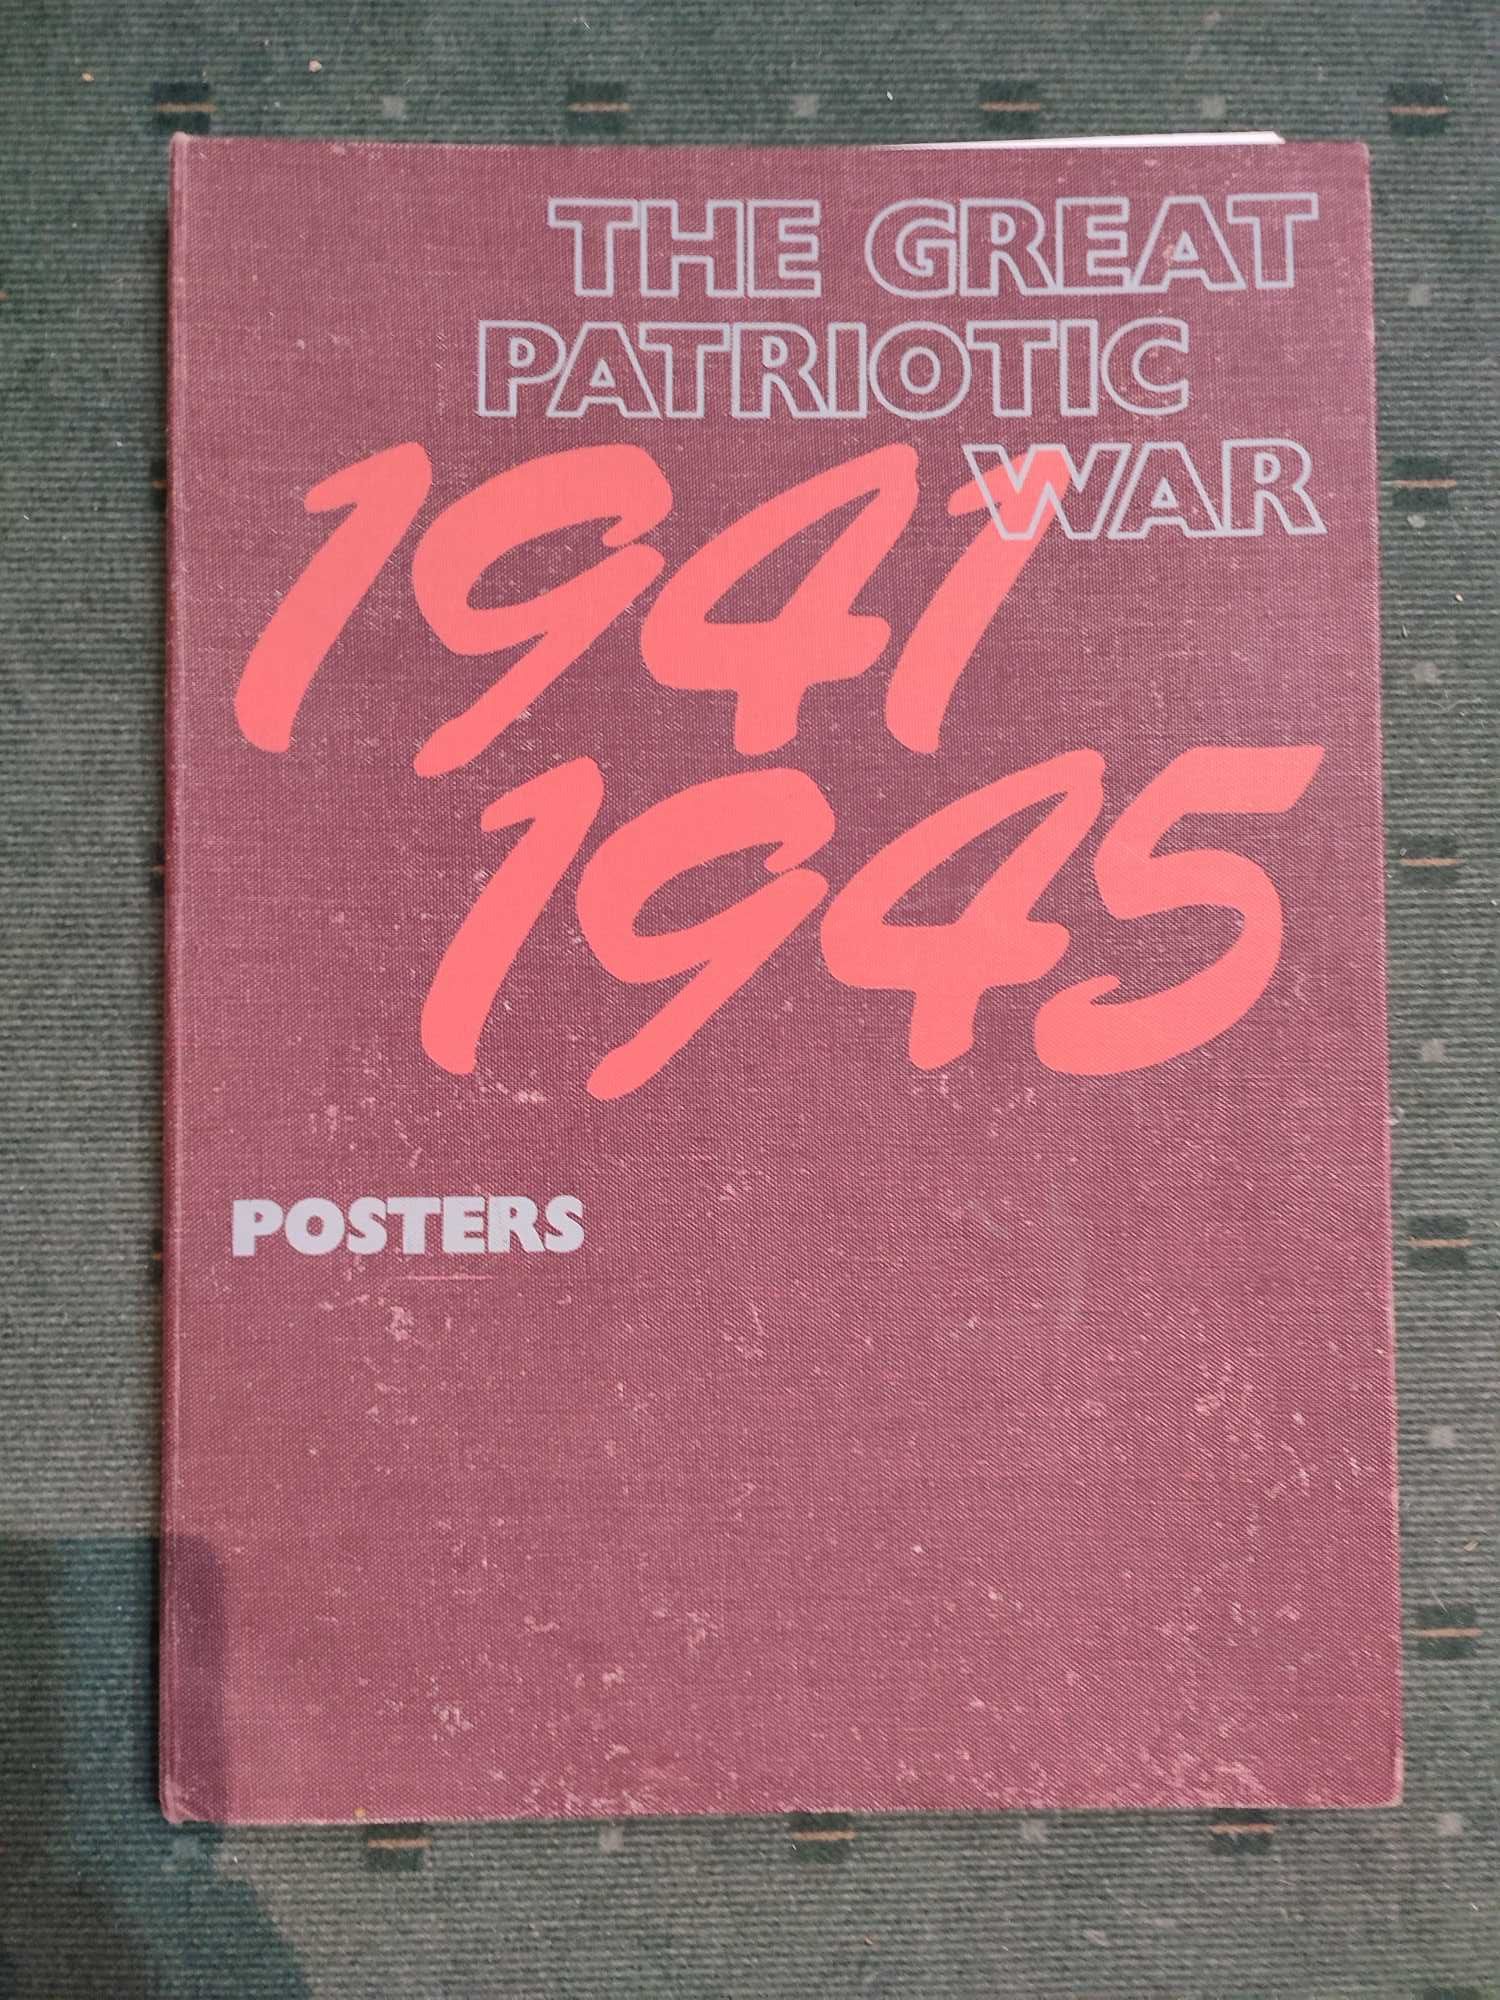 THE GREAT
PATRIOTIC
WAR
1941
1945
POSTERS